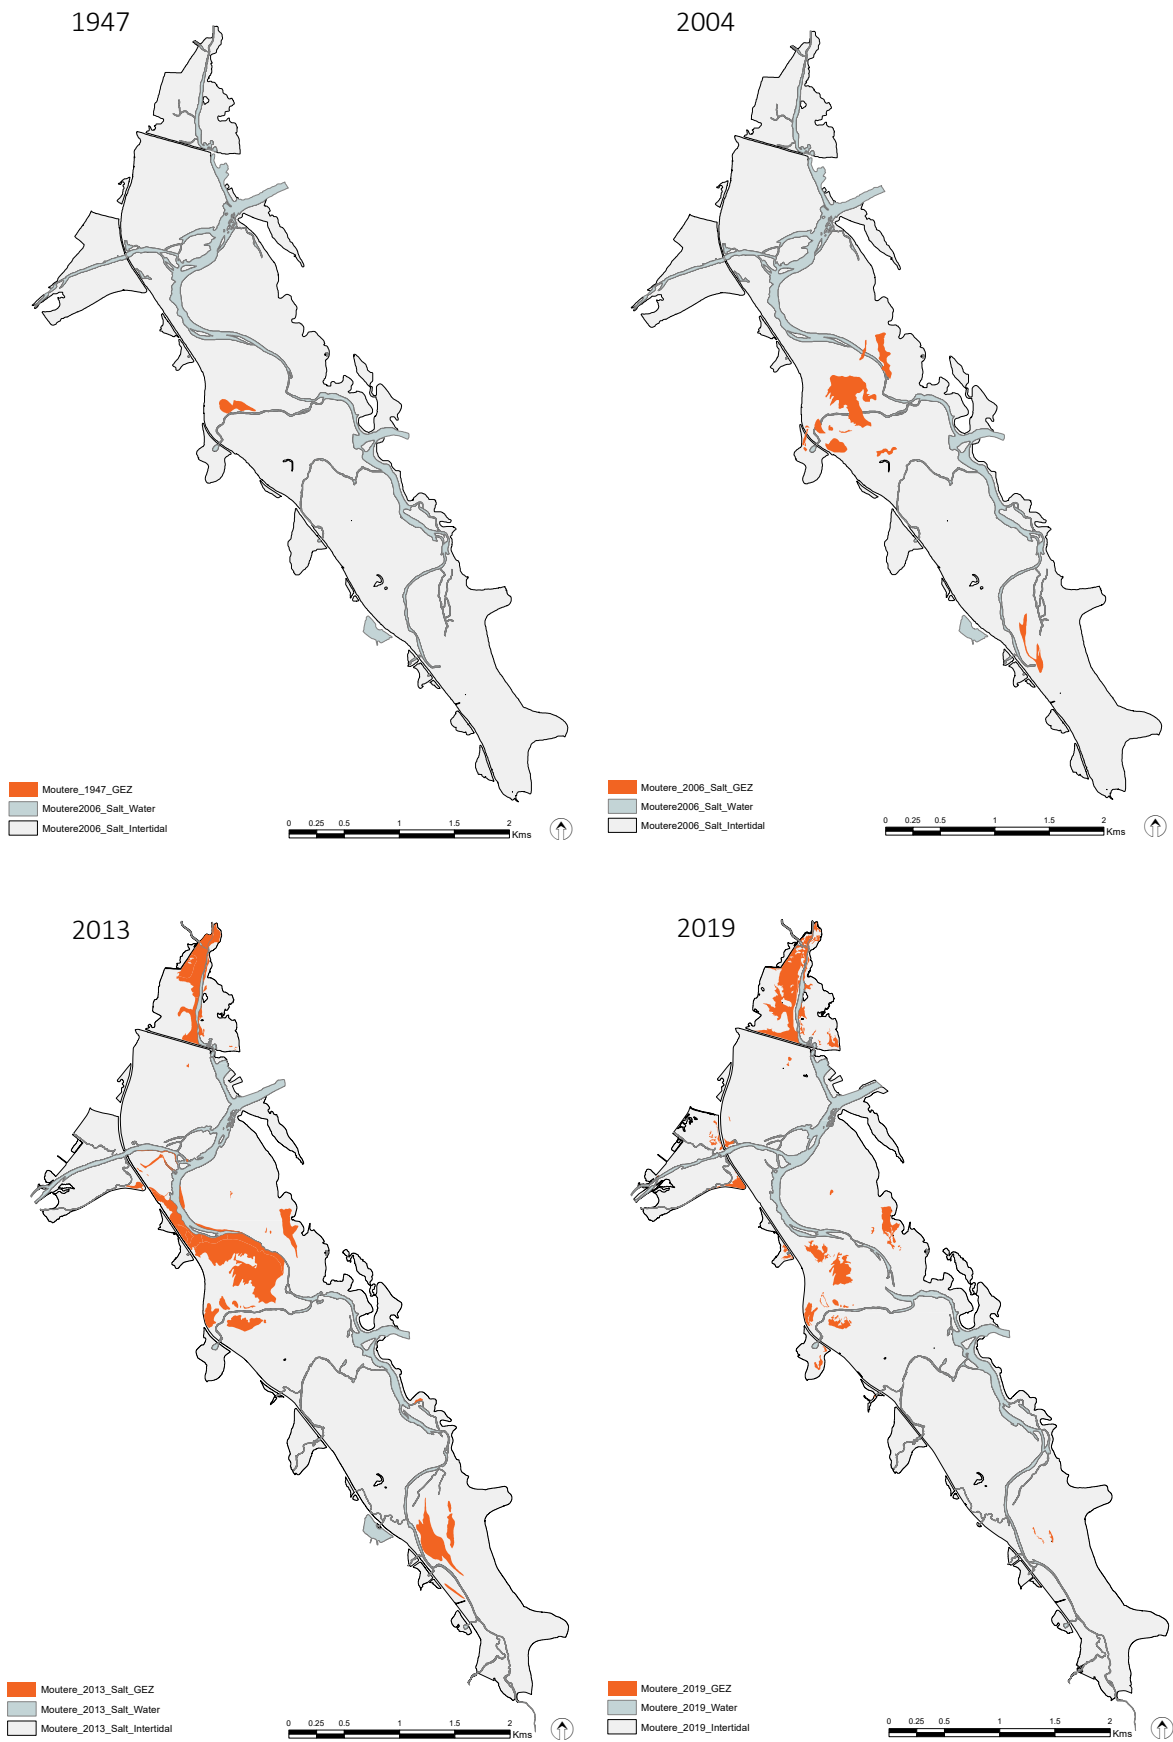 1947
2004
Moutere_1947_GEZ
Moutere2006_Salt_Water
Moutere2006_Salt_Intertidal
0 0.25 0.5 1 1.5 2
Kms
Moutere_2006_Salt_GEZ
Moutere2006_Salt_Water
Moutere2006_Salt_Intertidal
0 0.25 0.5 1 1.5 2
Kms
2013
2019
Moutere_2013_Salt_GEZ
Moutere_2013_Salt_Water
Moutere_2013_Salt_Intertidal
0 0.25 0.5 1 1.5 2
Kms
Moutere_2019_GEZ
Moutere_2019_Water
Moutere_2019_Intertidal
0 0.25 0.5 1 1.5 2
Kms